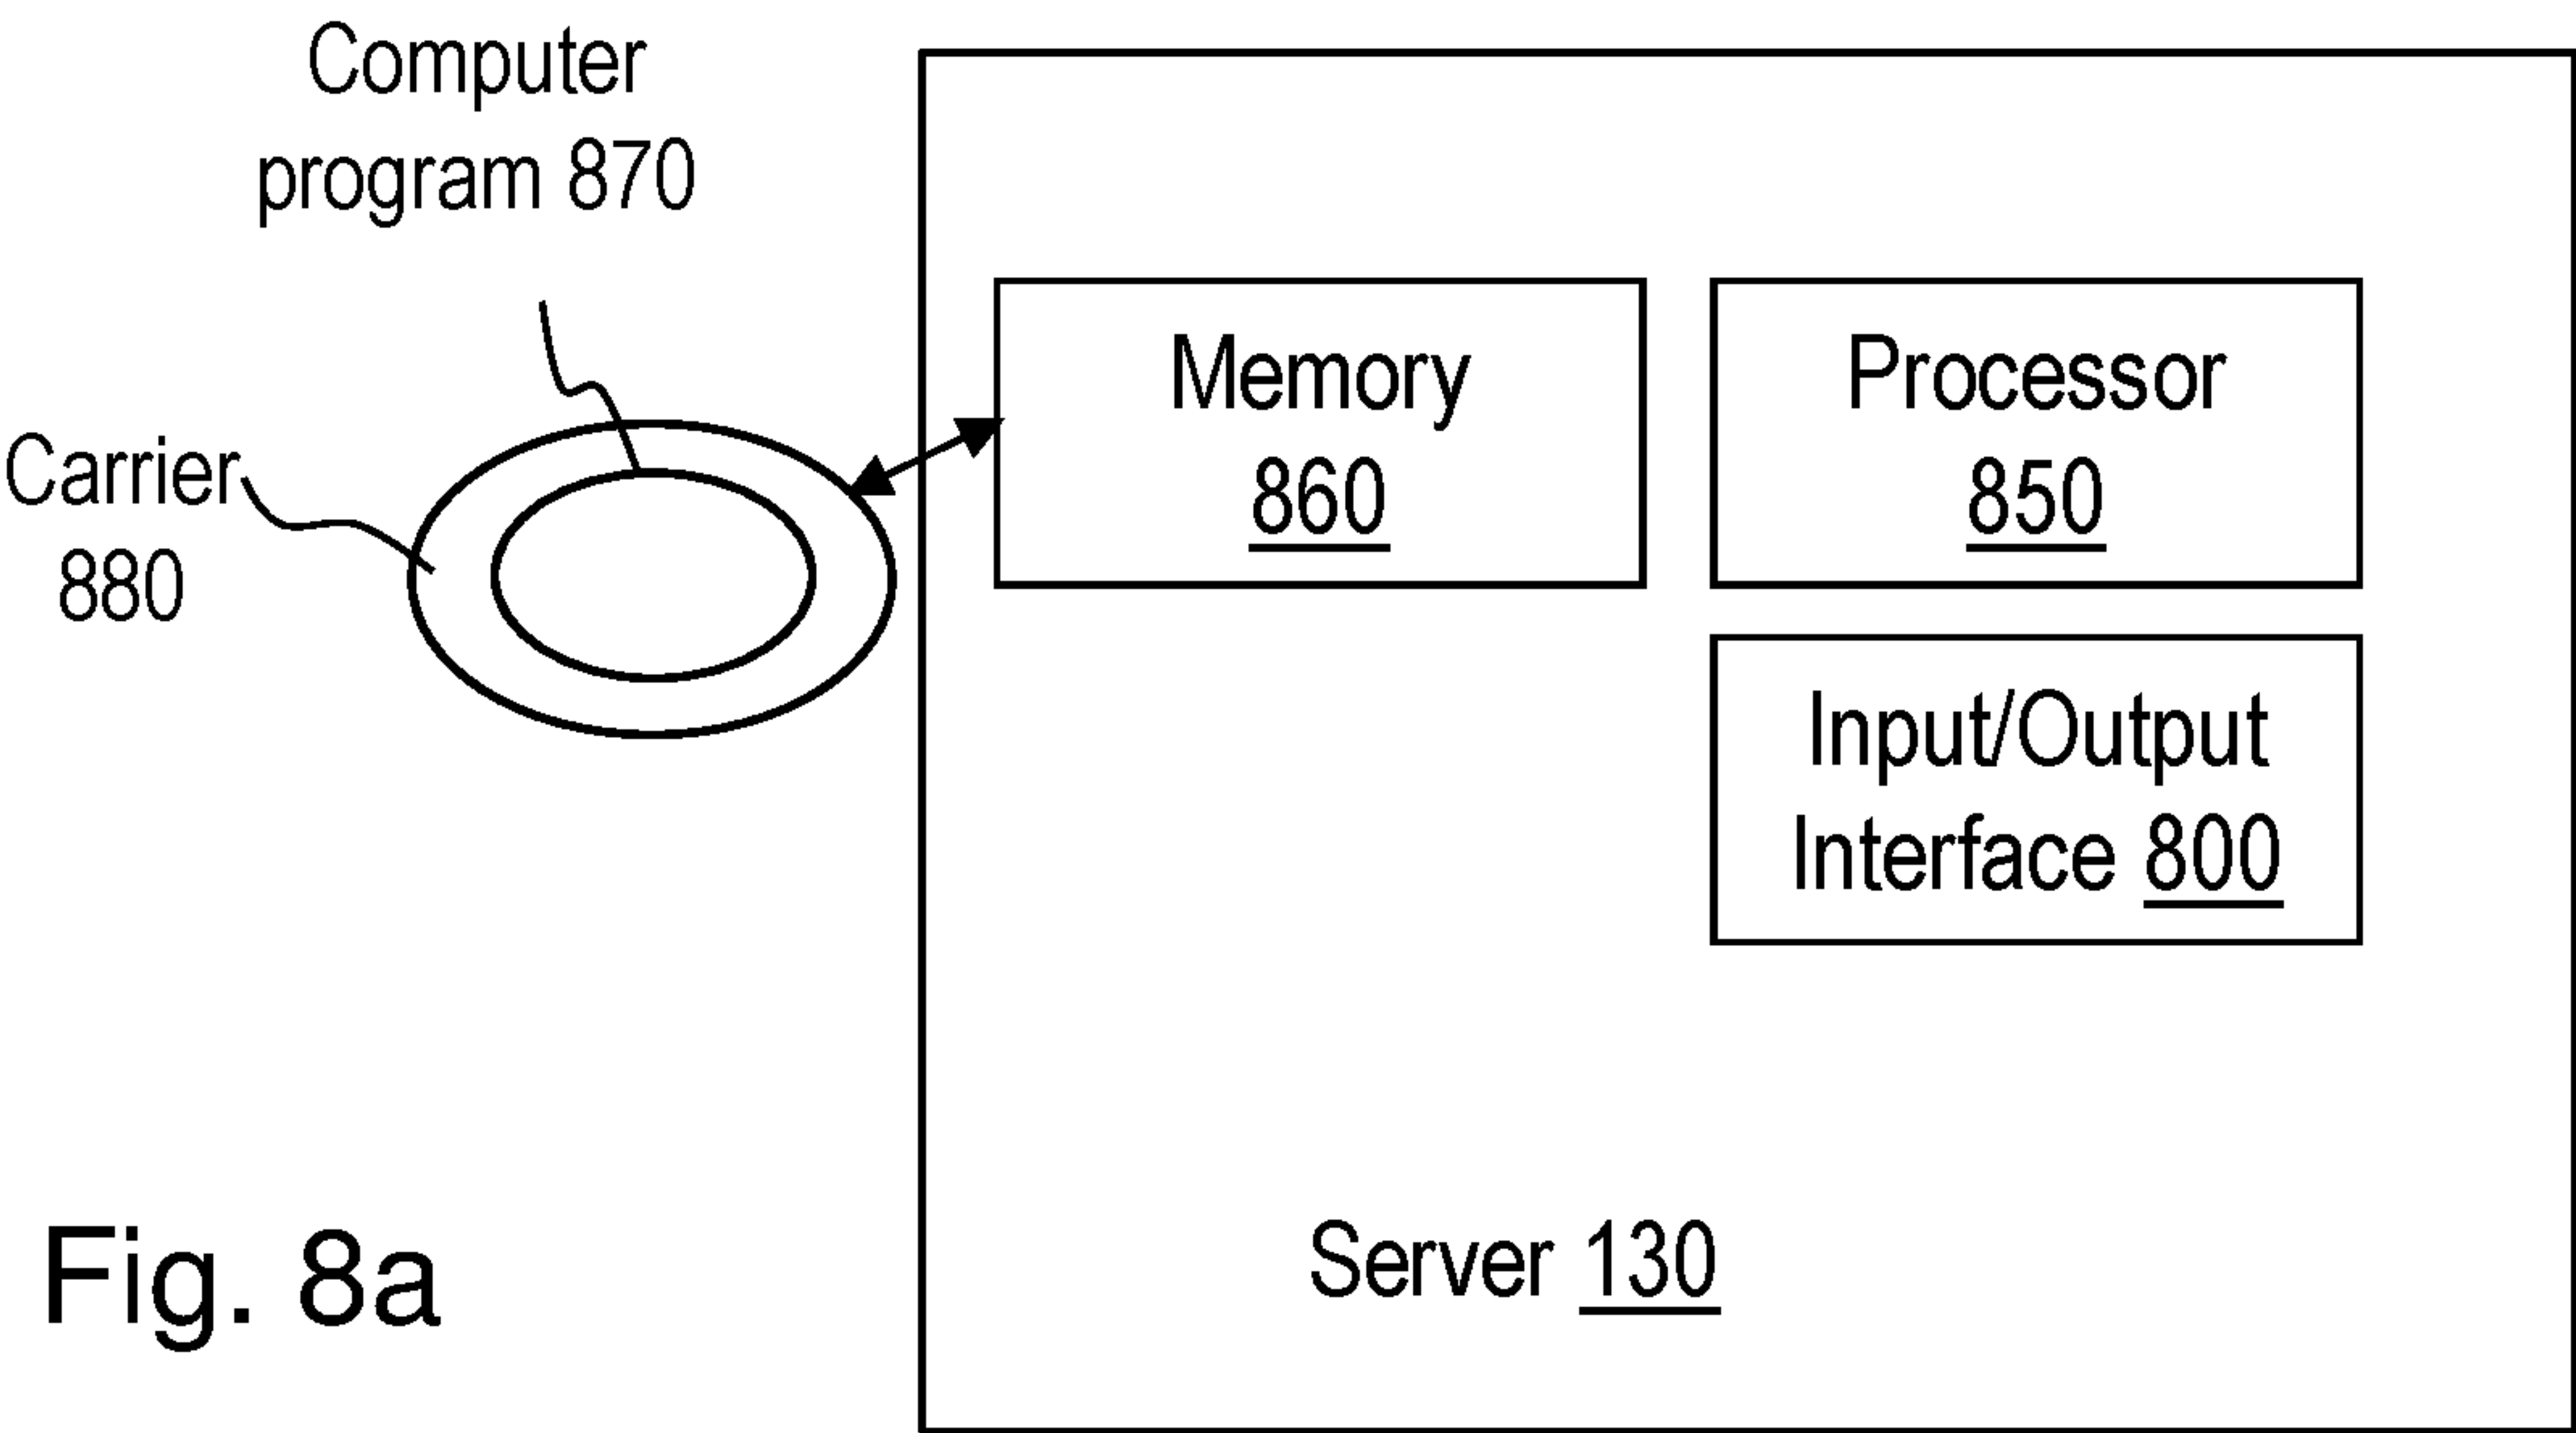 Computer
program 870
Carrier
880
Memory
860
Processor
850
Input/Output
Interface 800
Server 130
Fig. 8a